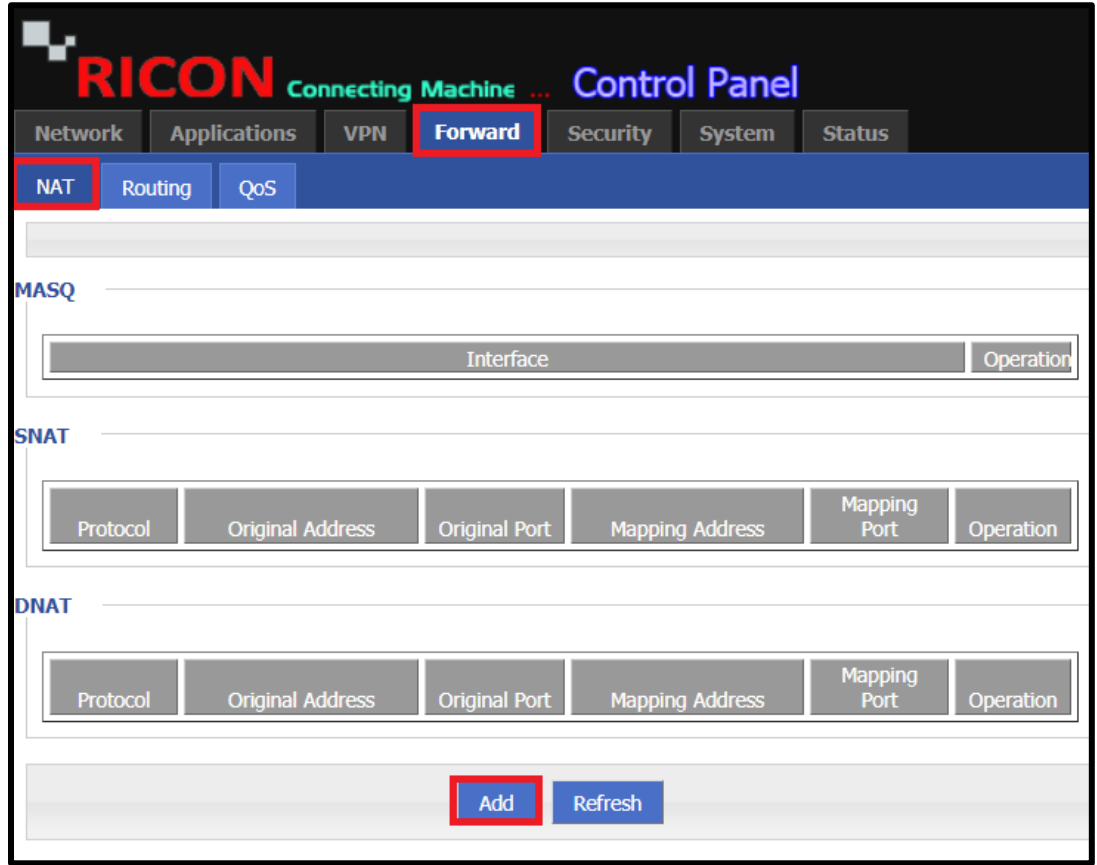 RICON Connecting Machine ... Control Panel
Network Applications VPN Forward Security System Status
NAT Routing QoS
MASQ
Interface Operation
SNAT
Protocol Original Address Original Port Mapping Address Mapping Port Operation
DNAT
Protocol Original Address Original Port Mapping Address Mapping Port Operation
Add Refresh